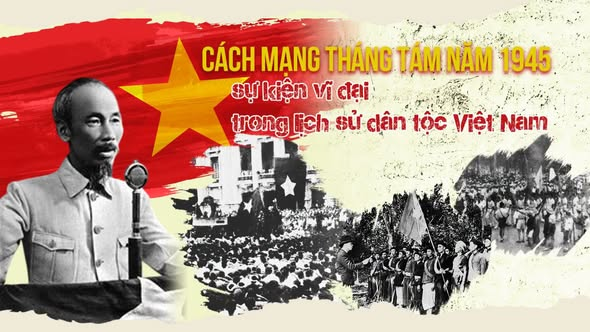 CÁCH MẠNG THÁNG TÁM NĂM 1945
sự kiện vĩ đại
trong lịch sử dân tộc Việt Nam